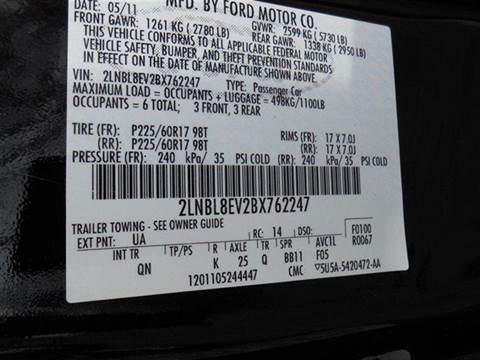 DATE:
05/11
MFD. BY FORD MOTOR CO.
FRONT GAWR: 1261 KG ( 2780 LB)
GVWR: 2599 KG ( 5730 LB)
REAR GAWR: 1338 KG ( 2950 LB)
THIS VEHICLE CONFORMS TO ALL APPLICABLE FEDERAL MOTOR
VEHICLE SAFETY, BUMPER, AND THEFT PREVENTION STANDARDS
IN EFFECT ON THE DATE OF MANUFACTURE SHOWN ABOVE.
VIN: 2LNBL8EV2BX762247
TYPE: Passenger Car
MAXIMUM LOAD = OCCUPANTS + LUGGAGE = 498KG/1100LB
OCCUPANTS = 6 TOTAL; 3 FRONT, 3 REAR
TIRE (FR): P225/60R17 98T RIMS (FR): 17 X 7.0J
(RR): P225/60R17 98T (RR): 17 X 7.0J
PRESSURE (FR): 240 kPa/ 35 PSI COLD (RR): 240 kPa/ 35 PSI COLD
2LNBL8EV2BX762247
TRAILER TOWING - SEE OWNER GUIDE
EXT PNT: UA RC: 14 DSO: F0100
R0067
INT TR TP/PS R AXLE TR SPR AVC1L
QN K 25 Q BB11 F05
1201105244447 CMC 5U5A-5420472-AA